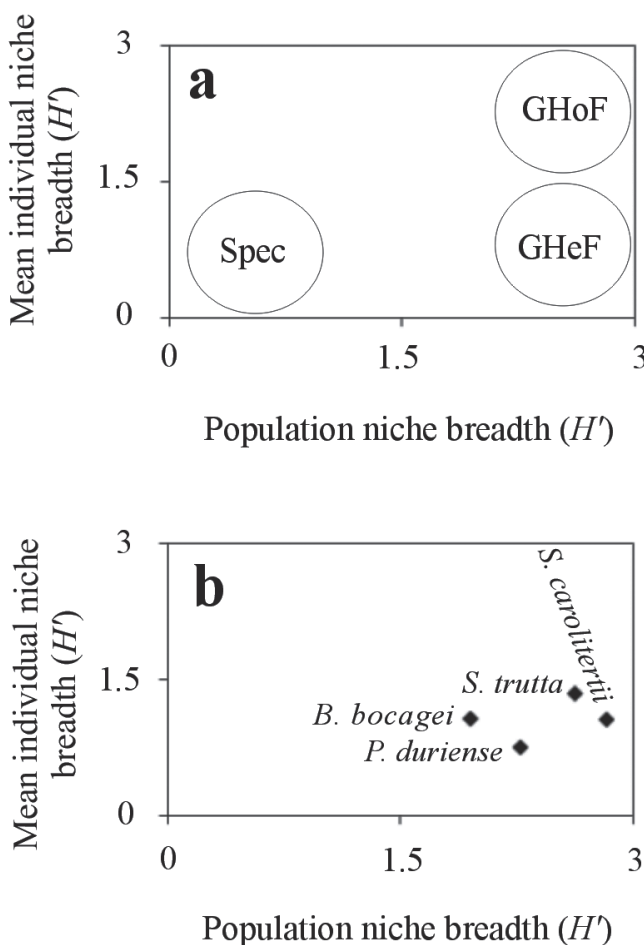 a
3
1.5
0
Mean individual niche
breadth (H')
GHoF
GHeF
Spec
0
1.5
3
Population niche breadth (H')
b
3
1.5
0
Mean individual niche
breadth (H')
S. carolitertii
S. trutta
B. bocagei
P. duriense
0
1.5
3
Population niche breadth (H')